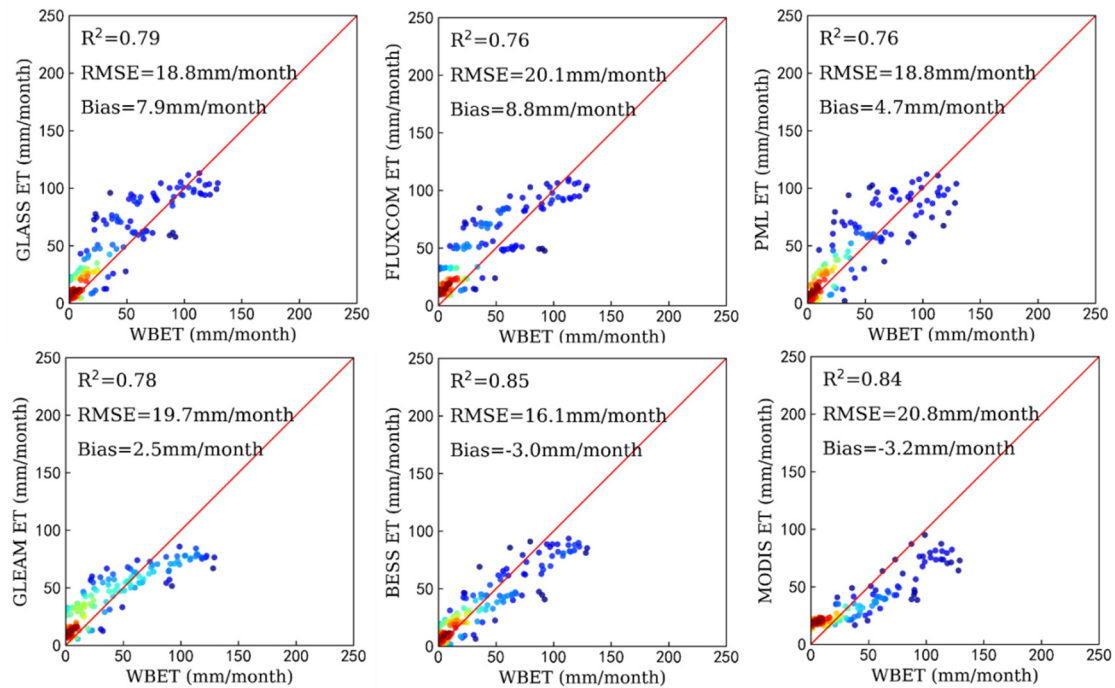 250
200
150
100
50
0
GLASS ET (mm/month)
R²=0.79
RMSE=18.8mm/month
Bias=7.9mm/month
0 50 100 150 200 250
WBET (mm/month)
250
200
150
100
50
0
FLUXCOM ET (mm/month)
R²=0.76
RMSE=20.1mm/month
Bias=8.8mm/month
0 50 100 150 200 250
WBET (mm/month)
250
200
150
100
50
0
PML ET (mm/month)
R²=0.76
RMSE=18.8mm/month
Bias=4.7mm/month
0 50 100 150 200 250
WBET (mm/month)
250
200
150
100
50
0
GLEAM ET (mm/month)
R²=0.78
RMSE=19.7mm/month
Bias=2.5mm/month
0 50 100 150 200 250
WBET (mm/month)
250
200
150
100
50
0
BESS ET (mm/month)
R²=0.85
RMSE=16.1mm/month
Bias=-3.0mm/month
0 50 100 150 200 250
WBET (mm/month)
250
200
150
100
50
0
MODIS ET (mm/month)
R²=0.84
RMSE=20.8mm/month
Bias=-3.2mm/month
0 50 100 150 200 250
WBET (mm/month)